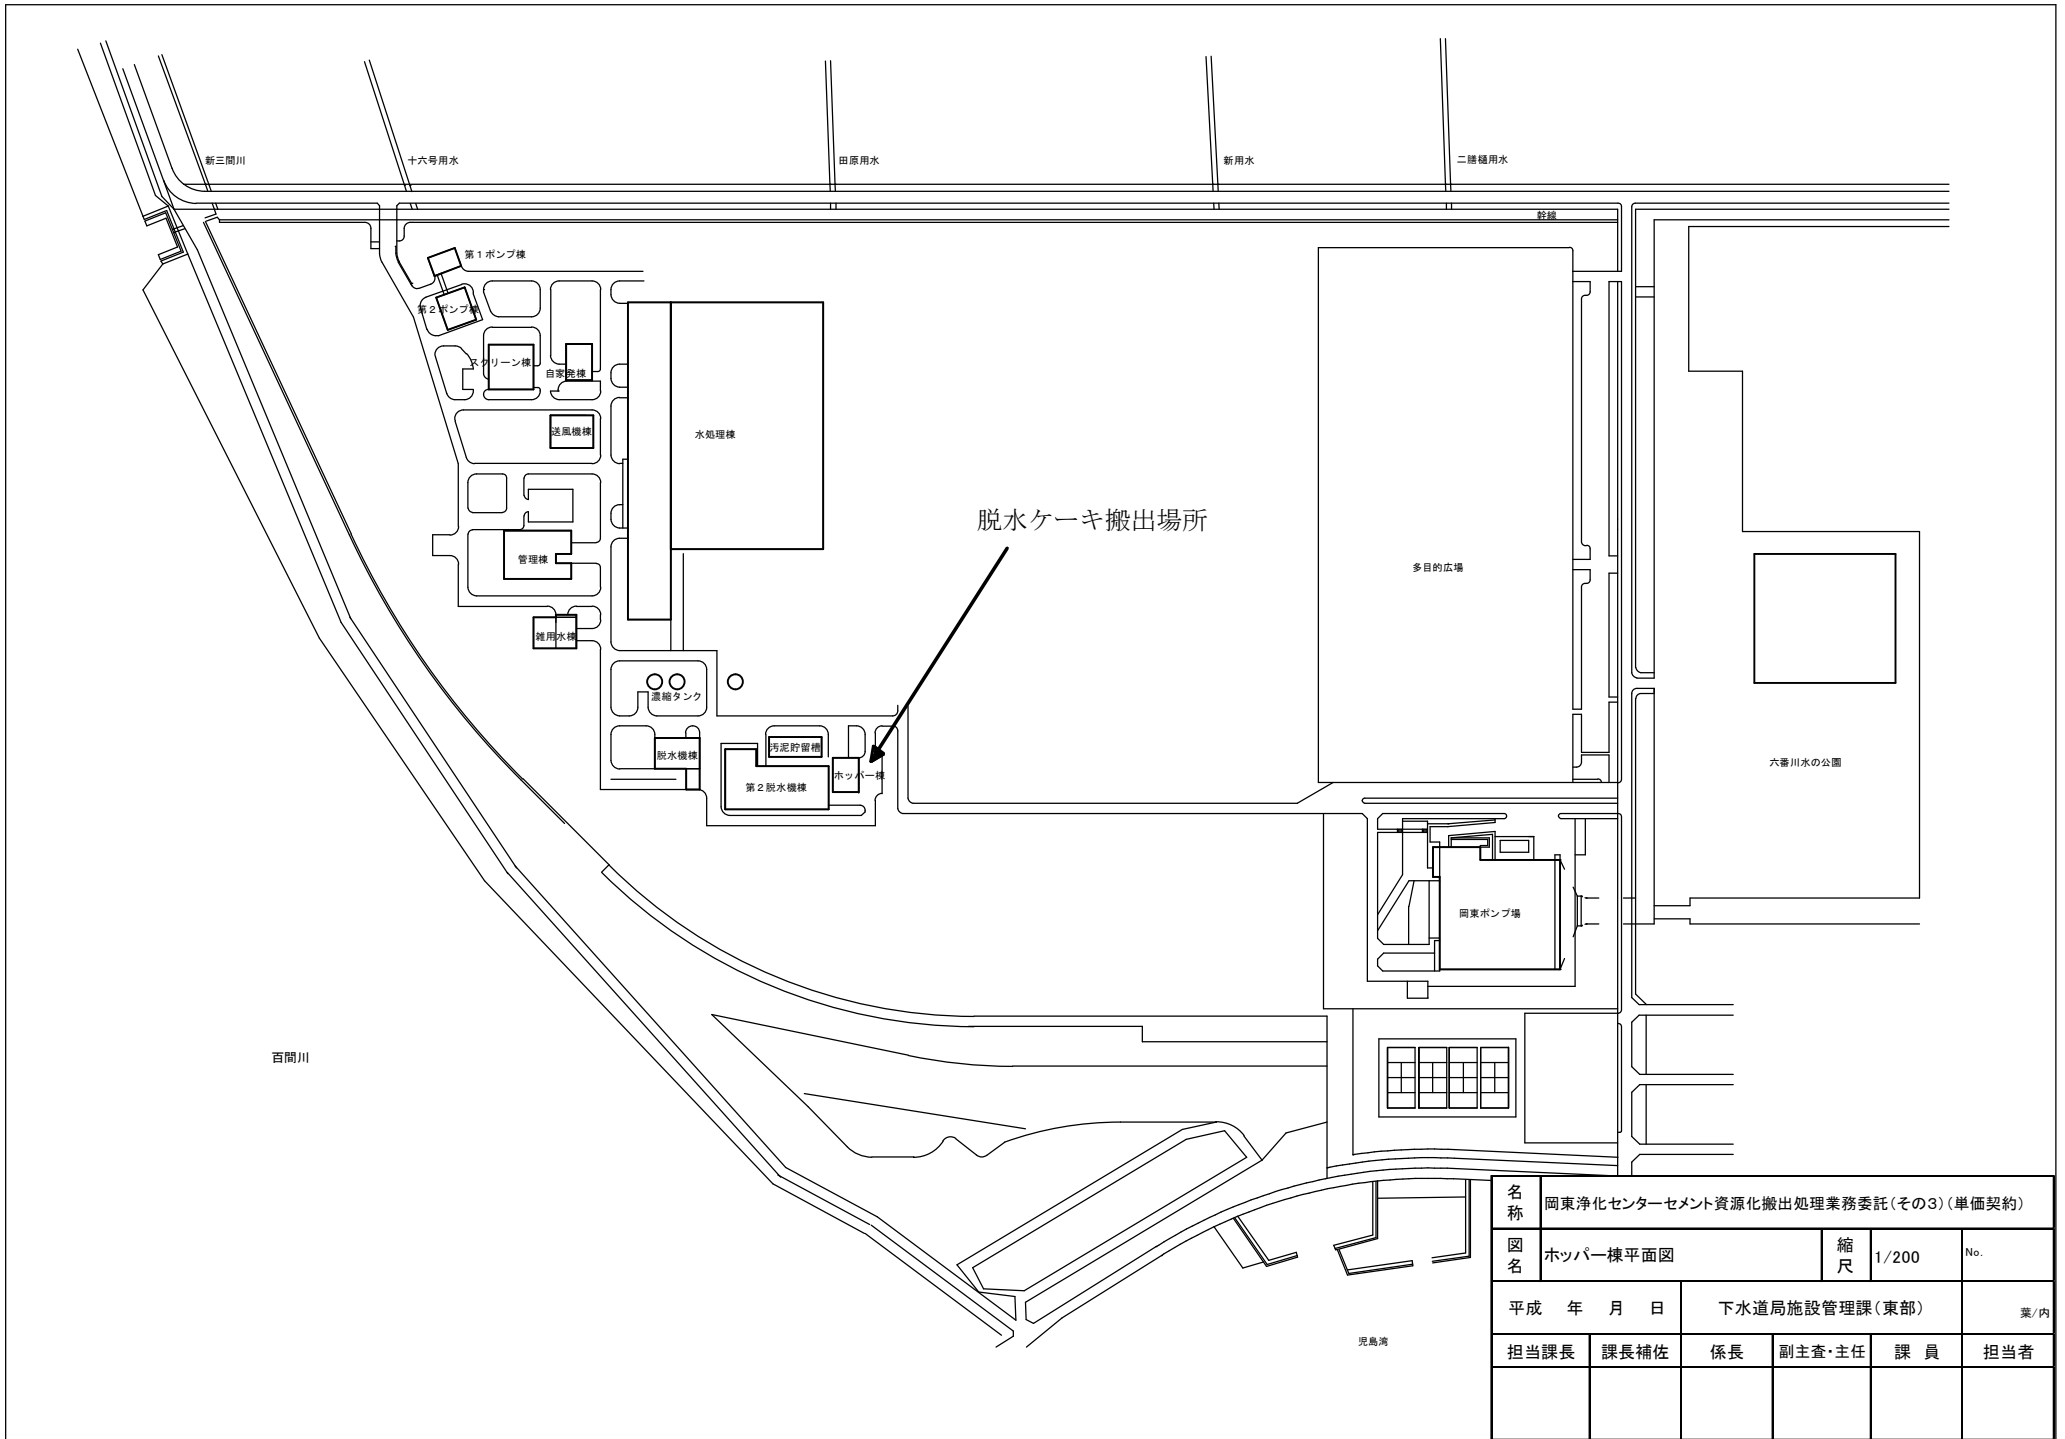 新三間川
十六号用水
田原用水
新用水
二膳樋用水
幹線
第1ポンプ棟
第2ポンプ棟
スクリーン棟
自家発棟
送風機棟
水処理棟
脱水ケーキ搬出場所
管理棟
多目的広場
雑用水棟
濃縮タンク
脱水機棟
汚泥貯留槽
ホッパー棟
第2脱水機棟
六番川水の公園
岡東ポンプ場
百間川
児島湾
名称 岡東浄化センターセメント資源化搬出処理業務委託(その3)(単価契約)
図名 ホッパー棟平面図 縮尺 1/200 No.
平成 年 月 日 下水道局施設管理課(東部) 葉/内
担当課長 課長補佐 係長 副主査・主任 課 員 担当者